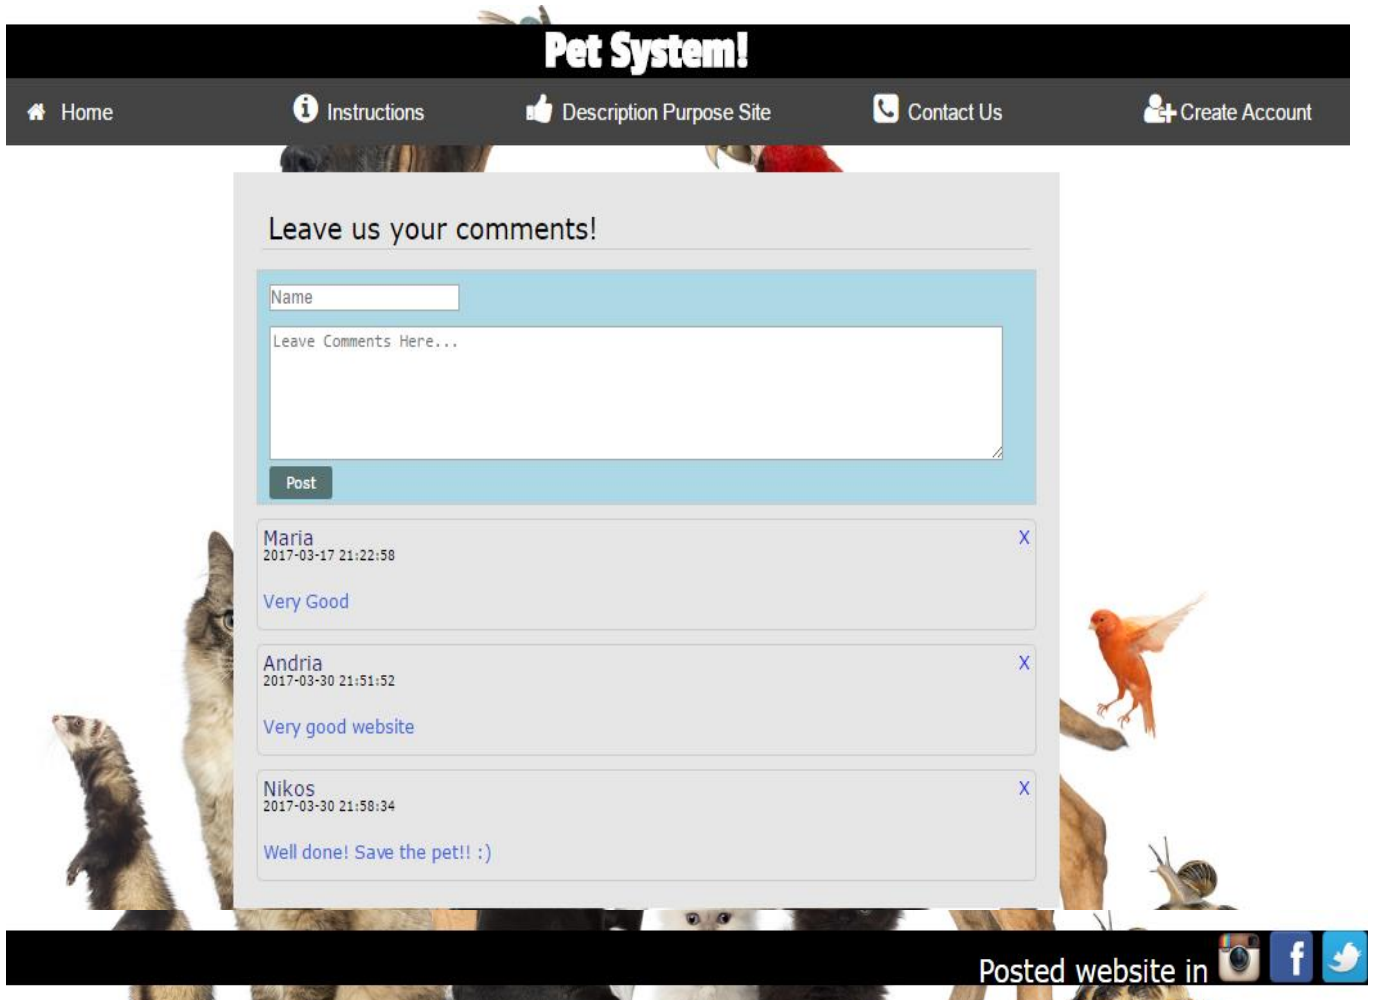 Pet System!
Home Instructions Description Purpose Site Contact Us Create Account
Leave us your comments!
Name
Leave Comments Here...
Post
Maria X
2017-03-17 21:22:58
Very Good
Andria X
2017-03-30 21:51:52
Very good website
Nikos X
2017-03-30 21:58:34
Well done! Save the pet!! :)
Posted website in